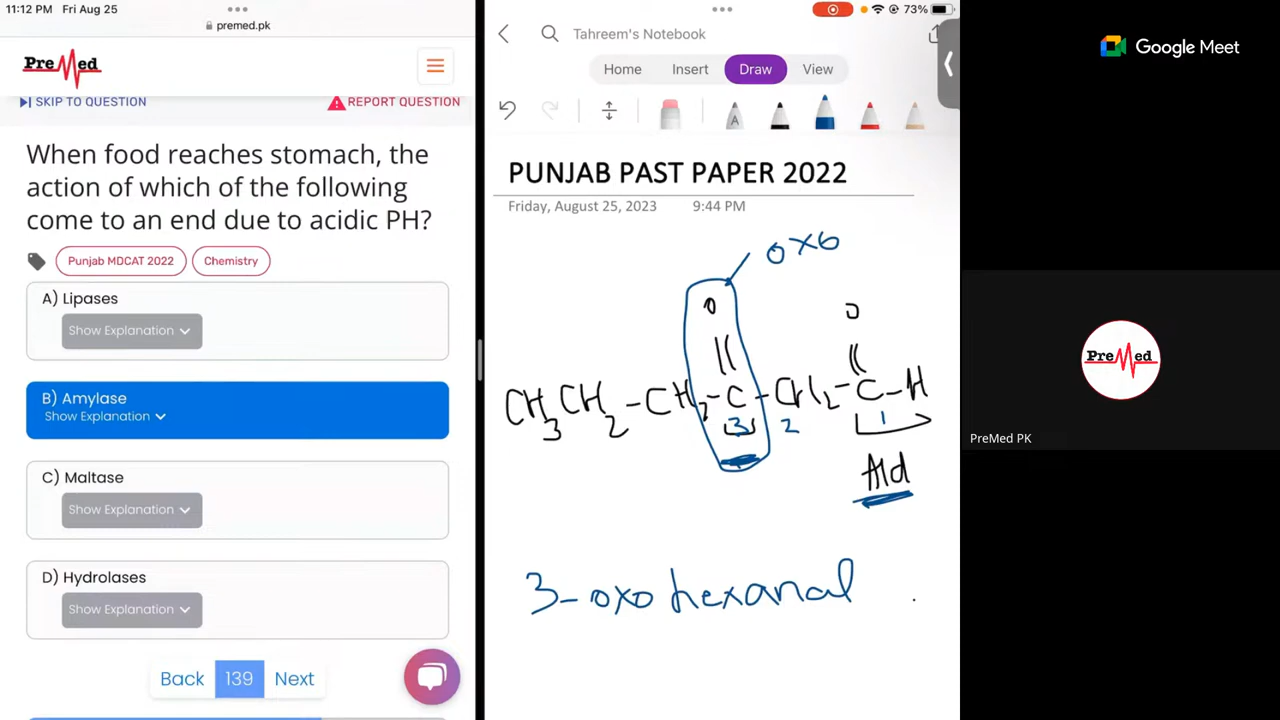 11:12 PM Fri Aug 25
premed.pk
PreMed
SKIP TO QUESTION
REPORT QUESTION
When food reaches stomach, the
action of which of the following
come to an end due to acidic PH?
Punjab MDCAT 2022
Chemistry
A) Lipases
Show Explanation
B) Amylase
Show Explanation
C) Maltase
Show Explanation
D) Hydrolases
Show Explanation
Back 139 Next
73%
Tahreem's Notebook
Home Insert Draw View
A
PUNJAB PAST PAPER 2022
Friday, August 25, 2023 9:44 PM
oxo
O O
CH3CH2-CH2-C-CH2-C-H
3 2 1
Ald
3-oxohexanal
Google Meet
PreMed
PreMed PK